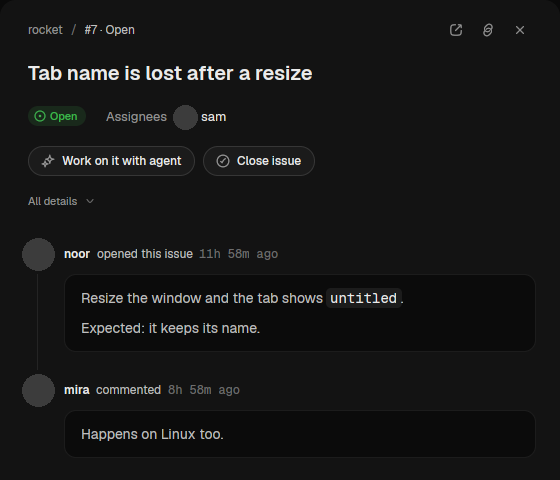 rocket / #7 · Open
Tab name is lost after a resize
Open Assignees sam
Work on it with agent Close issue
All details
noor opened this issue 11h 58m ago
Resize the window and the tab shows untitled.
Expected: it keeps its name.
mira commented 8h 58m ago
Happens on Linux too.